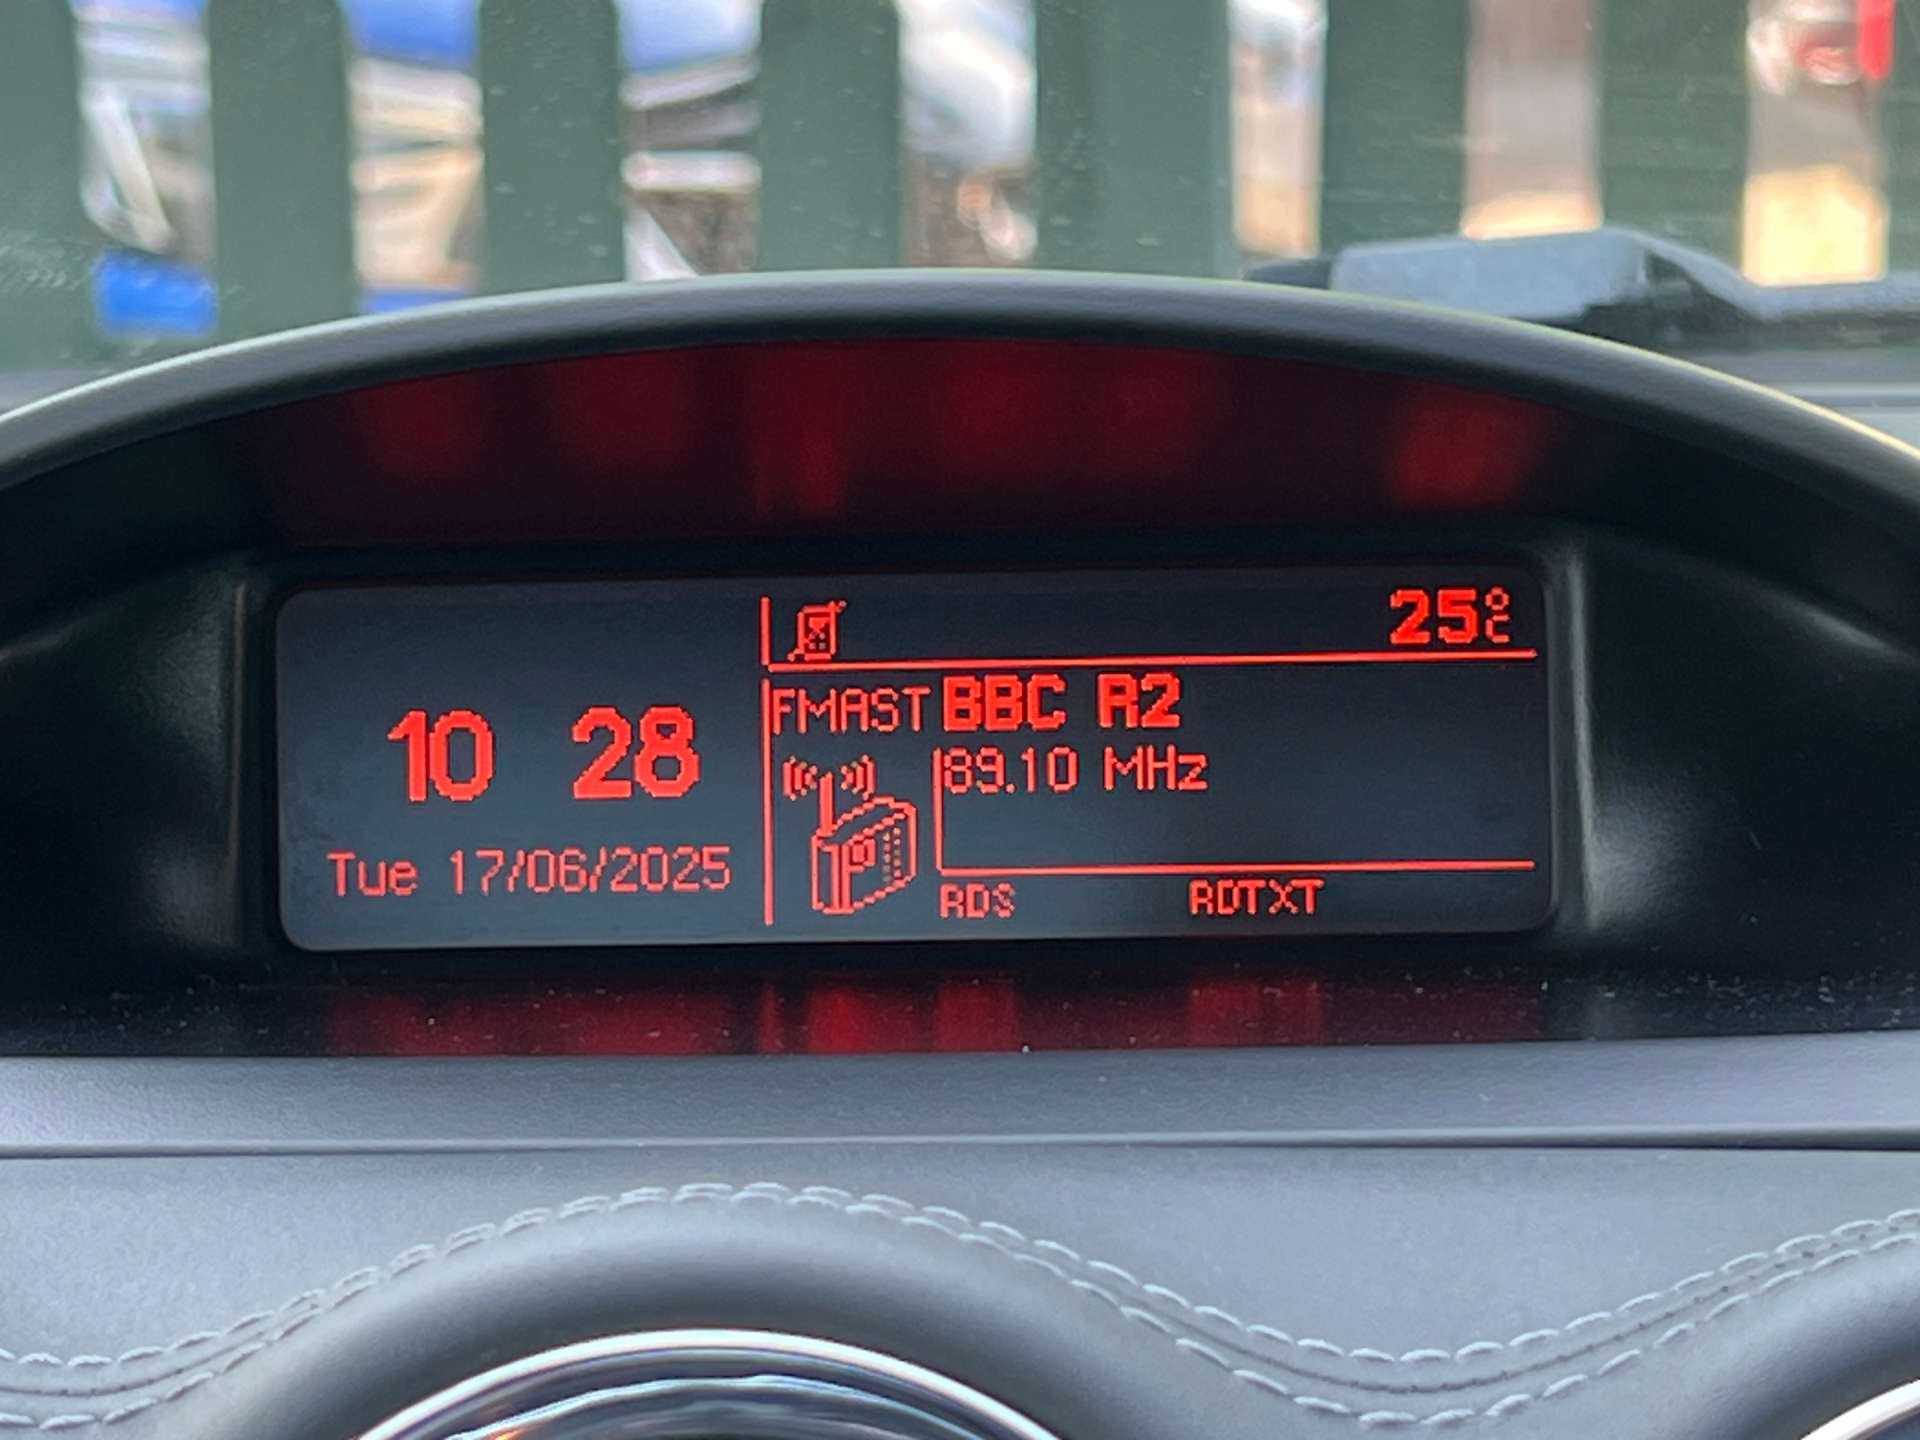 25°C
FMAST BBC R2
10 28
89.10 MHz
Tue 17/06/2025
RDS RDTXT